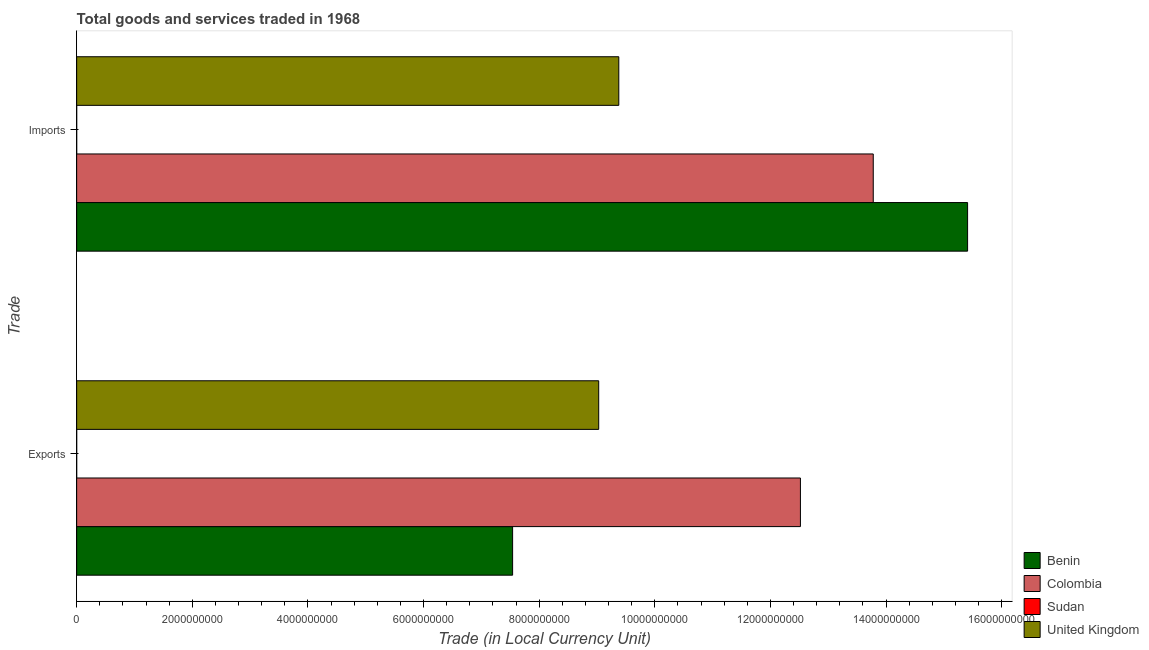 Total goods and services traded in 1968
Trade
Imports
Exports
0
2000000000
4000000000
6000000000
8000000000
10000000000
12000000000
14000000000
16000000000
Trade (in Local Currency Unit)
Benin
Colombia
Sudan
United Kingdom